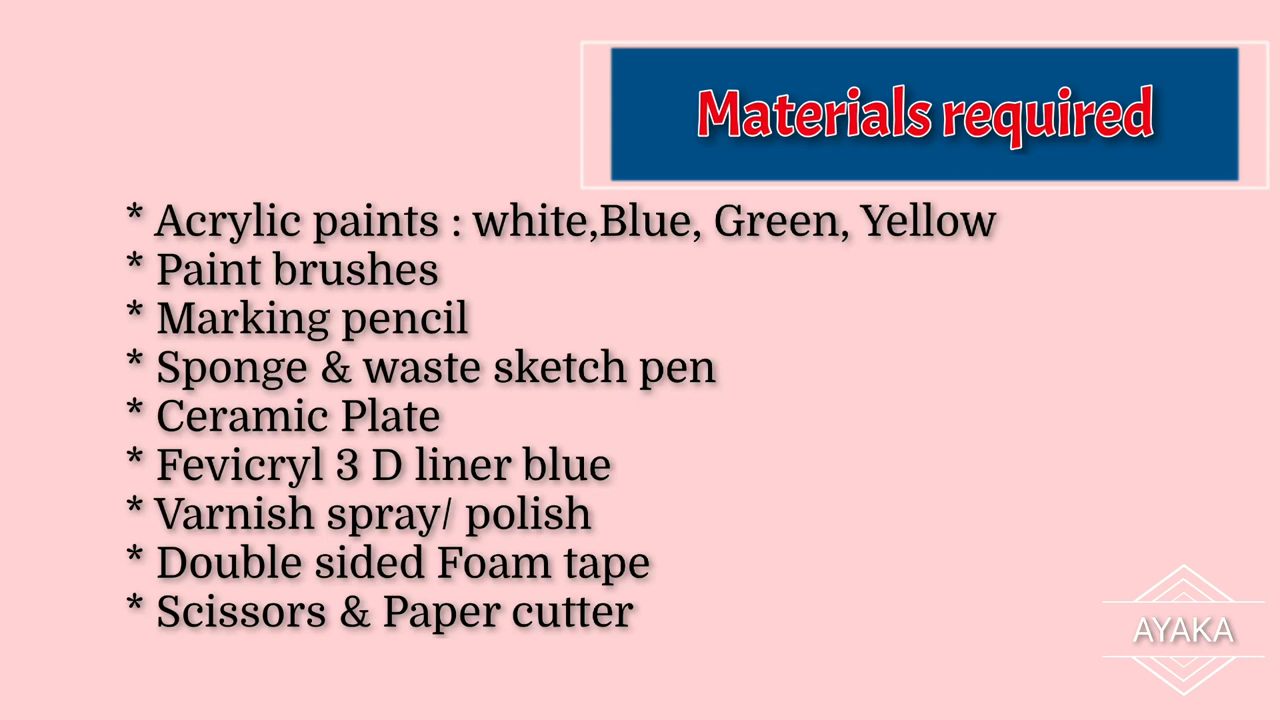 Materials required
* Acrylic paints : white,Blue, Green, Yellow
* Paint brushes
* Marking pencil
* Sponge & waste sketch pen
* Ceramic Plate
* Fevicryl 3 D liner blue
* Varnish spray/ polish
* Double sided Foam tape
* Scissors & Paper cutter
AYAKA